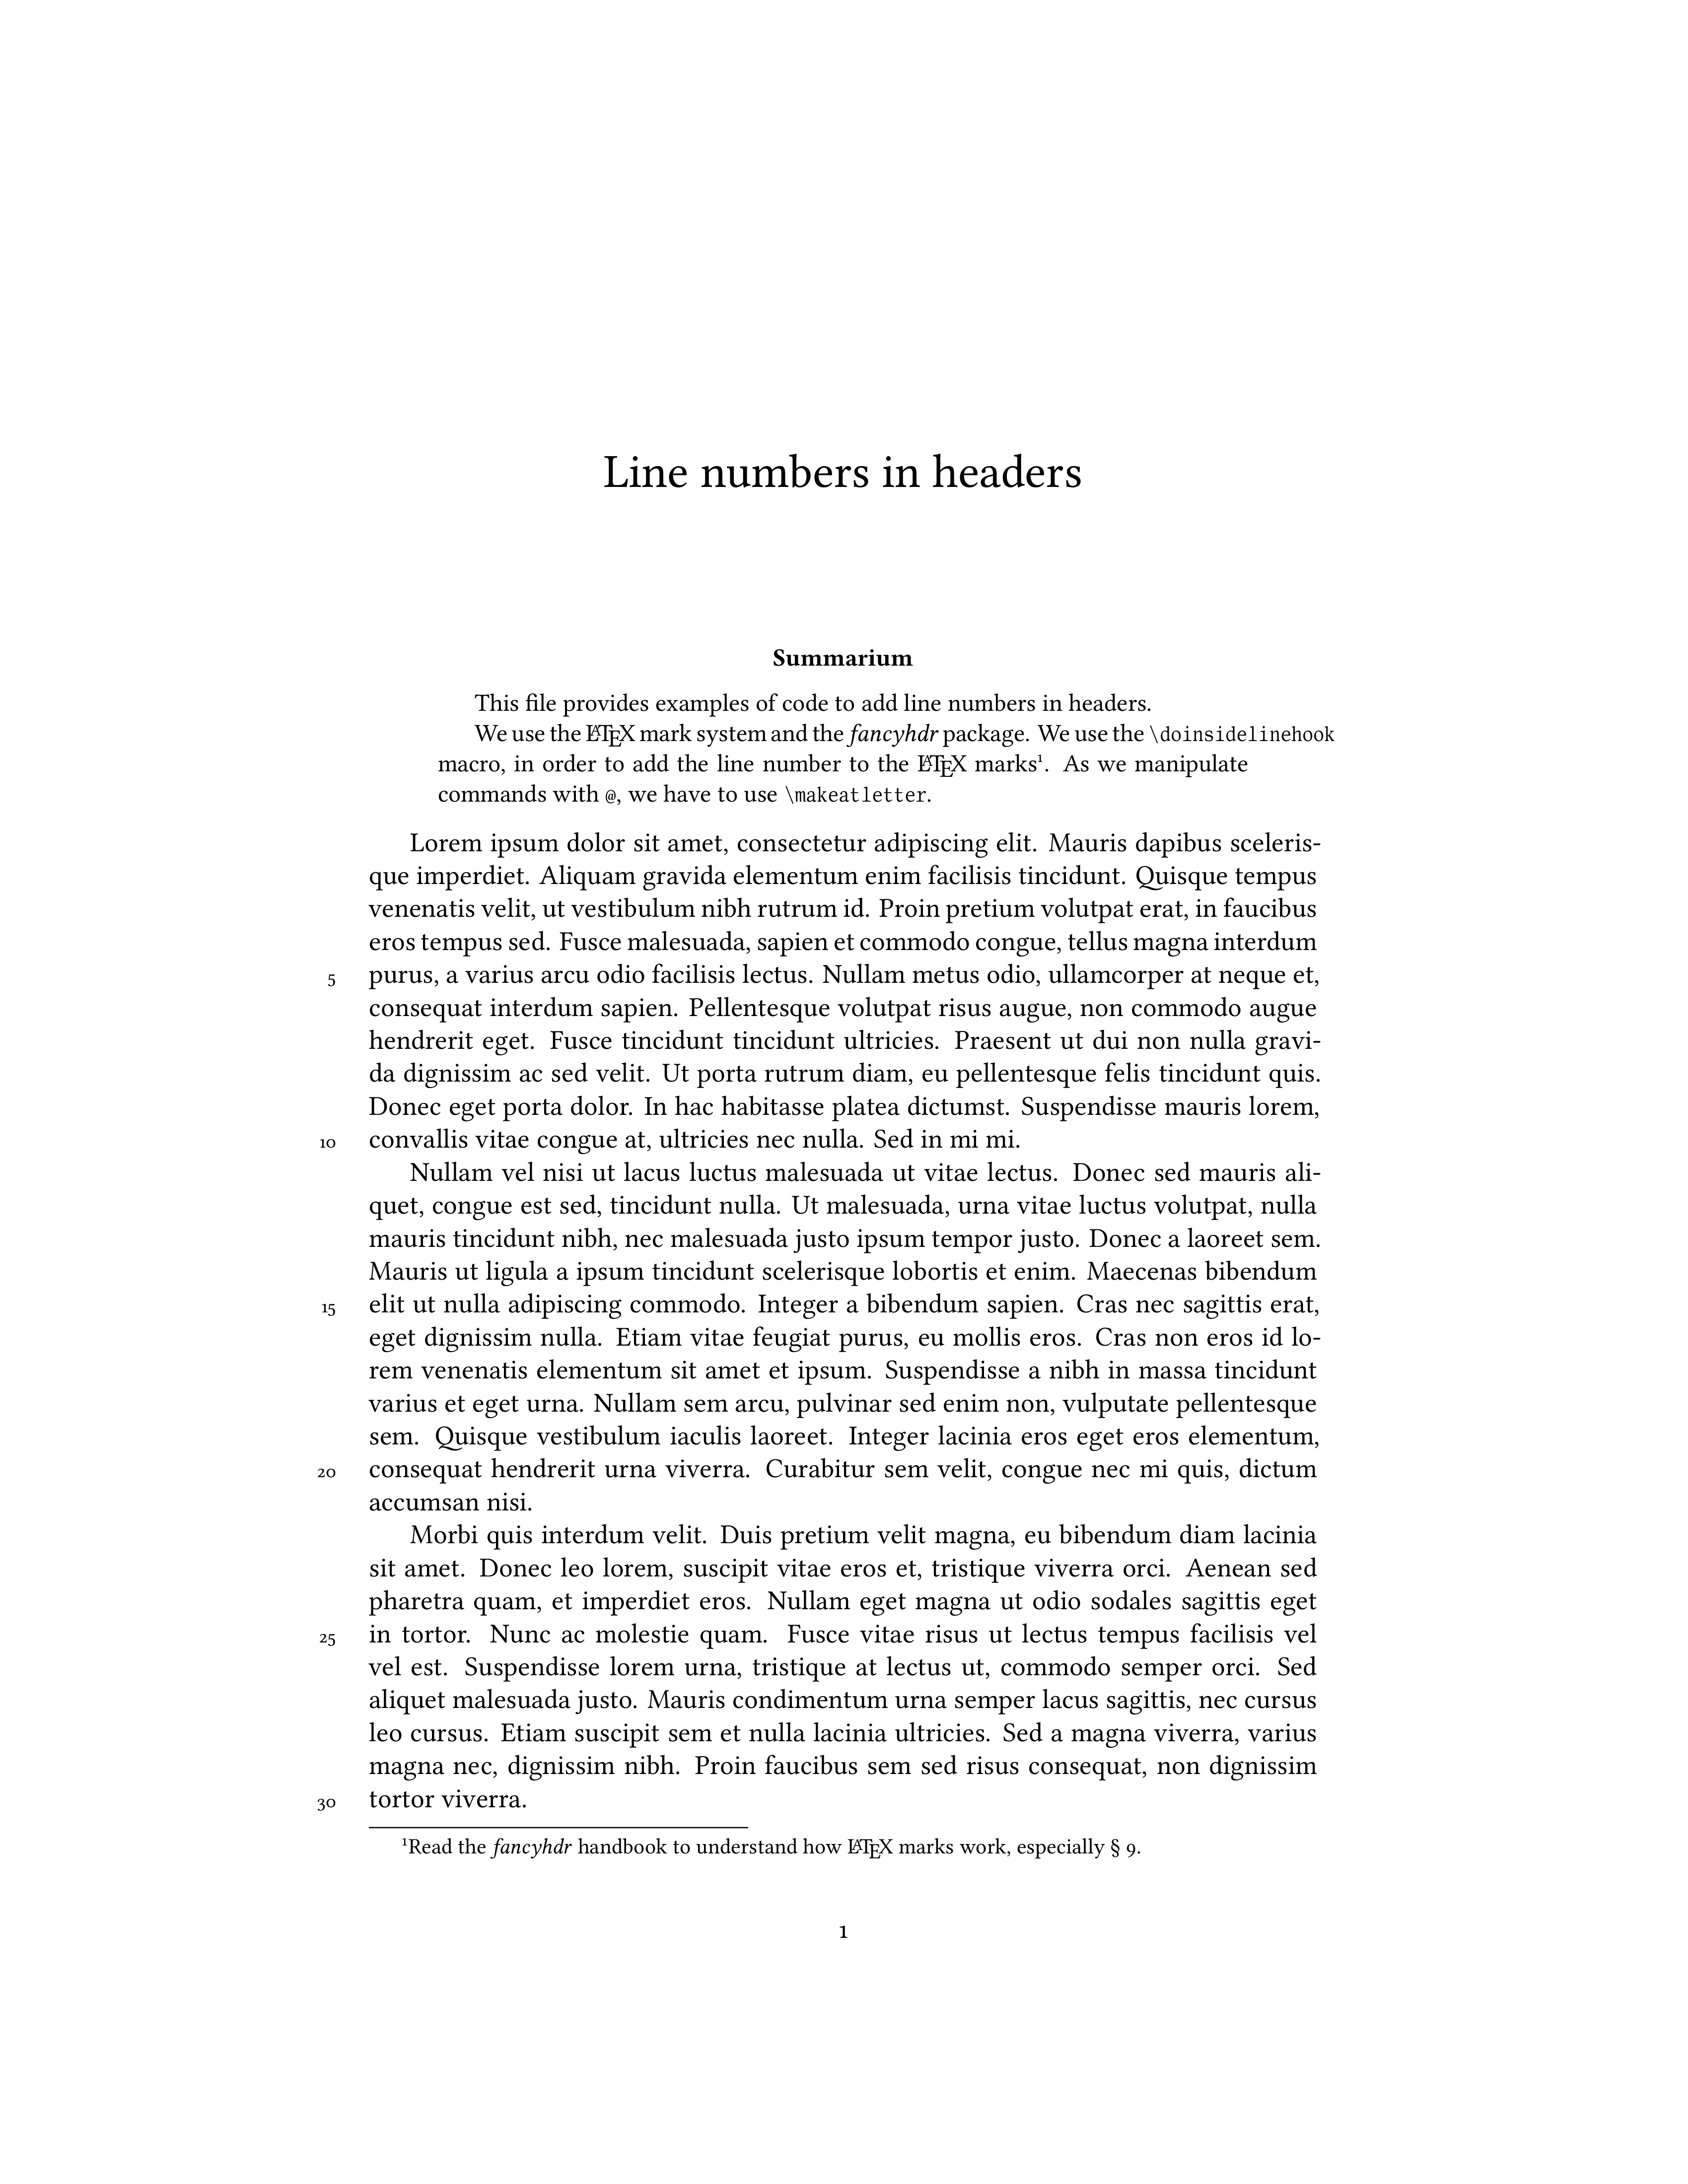 Line numbers in headers
Summarium
This file provides examples of code to add line numbers in headers.
We use the LATEX mark system and the fancyhdr package. We use the \doinsidelinehook
macro, in order to add the line number to the LATEX marks¹. As we manipulate
commands with @, we have to use \makeatletter.
Lorem ipsum dolor sit amet, consectetur adipiscing elit. Mauris dapibus sceleris-
que imperdiet. Aliquam gravida elementum enim facilisis tincidunt. Quisque tempus
venenatis velit, ut vestibulum nibh rutrum id. Proin pretium volutpat erat, in faucibus
eros tempus sed. Fusce malesuada, sapien et commodo congue, tellus magna interdum
5 purus, a varius arcu odio facilisis lectus. Nullam metus odio, ullamcorper at neque et,
consequat interdum sapien. Pellentesque volutpat risus augue, non commodo augue
hendrerit eget. Fusce tincidunt tincidunt ultricies. Praesent ut dui non nulla gravi-
da dignissim ac sed velit. Ut porta rutrum diam, eu pellentesque felis tincidunt quis.
Donec eget porta dolor. In hac habitasse platea dictumst. Suspendisse mauris lorem,
10 convallis vitae congue at, ultricies nec nulla. Sed in mi mi.
Nullam vel nisi ut lacus luctus malesuada ut vitae lectus. Donec sed mauris ali-
quet, congue est sed, tincidunt nulla. Ut malesuada, urna vitae luctus volutpat, nulla
mauris tincidunt nibh, nec malesuada justo ipsum tempor justo. Donec a laoreet sem.
Mauris ut ligula a ipsum tincidunt scelerisque lobortis et enim. Maecenas bibendum
15 elit ut nulla adipiscing commodo. Integer a bibendum sapien. Cras nec sagittis erat,
eget dignissim nulla. Etiam vitae feugiat purus, eu mollis eros. Cras non eros id lo-
rem venenatis elementum sit amet et ipsum. Suspendisse a nibh in massa tincidunt
varius et eget urna. Nullam sem arcu, pulvinar sed enim non, vulputate pellentesque
sem. Quisque vestibulum iaculis laoreet. Integer lacinia eros eget eros elementum,
20 consequat hendrerit urna viverra. Curabitur sem velit, congue nec mi quis, dictum
accumsan nisi.
Morbi quis interdum velit. Duis pretium velit magna, eu bibendum diam lacinia
sit amet. Donec leo lorem, suscipit vitae eros et, tristique viverra orci. Aenean sed
pharetra quam, et imperdiet eros. Nullam eget magna ut odio sodales sagittis eget
25 in tortor. Nunc ac molestie quam. Fusce vitae risus ut lectus tempus facilisis vel
vel est. Suspendisse lorem urna, tristique at lectus ut, commodo semper orci. Sed
aliquet malesuada justo. Mauris condimentum urna semper lacus sagittis, nec cursus
leo cursus. Etiam suscipit sem et nulla lacinia ultricies. Sed a magna viverra, varius
magna nec, dignissim nibh. Proin faucibus sem sed risus consequat, non dignissim
30 tortor viverra.
¹Read the fancyhdr handbook to understand how LATEX marks work, especially § 9.
1